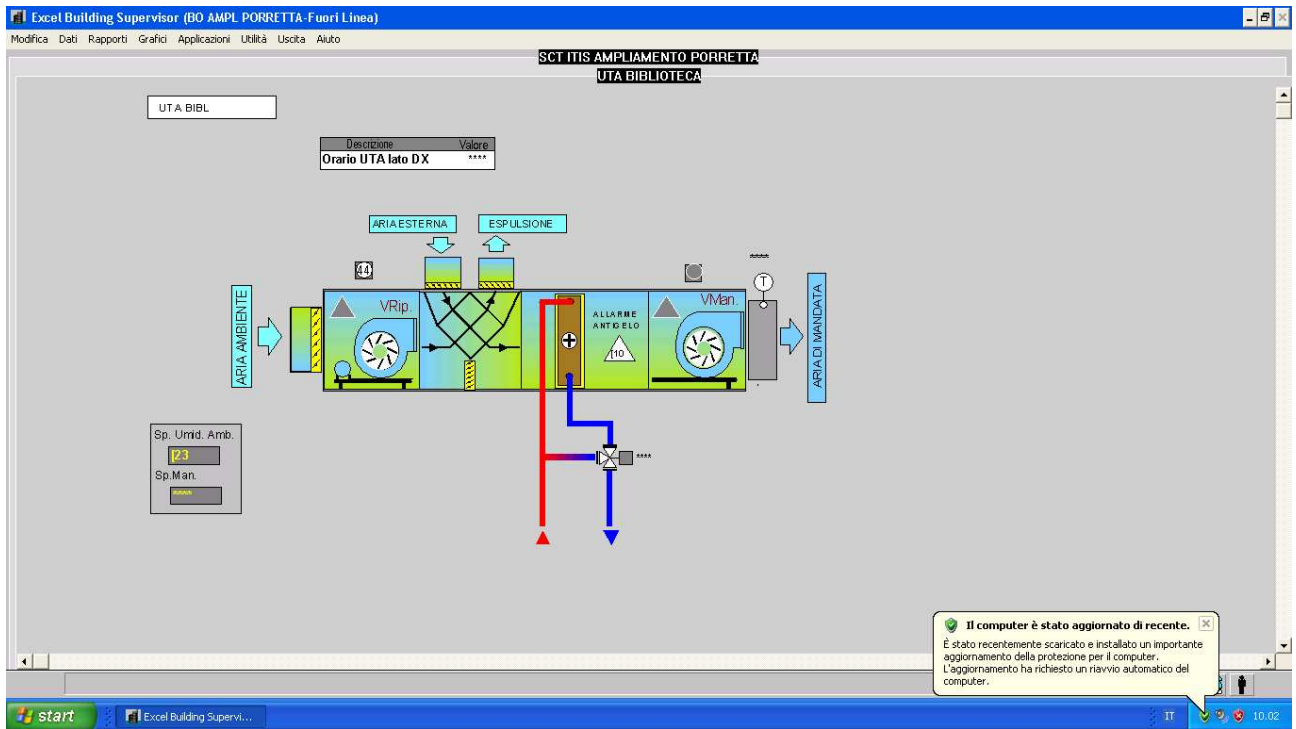 Excel Building Supervisor (BO AMPL PORRETTA-Fuori Linea)
Modifica Dati Rapporti Grafici Applicazioni Utilità Uscita Aiuto
SCT ITIS AMPLIAMENTO PORRETTA
UTA BIBLIOTECA
UTA BIBL
Descrizione Valore
Orario UTA lato DX ****
ARIA ESTERNA ESPULSIONE
44
****
T
ARIA AMBIENTE
VRip.
ALLARME
ANTIGELO
[10
VMan.
ARIA DI MANDATA
Sp. Umid. Amb.
[23
Sp.Man.
****
****
Il computer è stato aggiornato di recente.
È stato recentemente scaricato e installato un importante
aggiornamento della protezione per il computer.
L'aggiornamento ha richiesto un riavvio automatico del
computer.
start Excel Building Supervi... IT 10.02